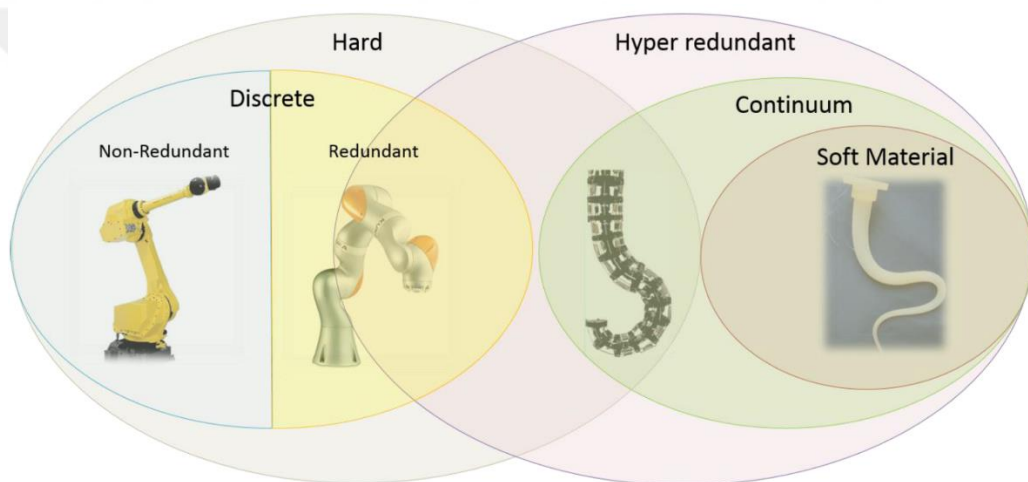 Hard
Hyper redundant
Discrete
Continuum
Non-Redundant
Redundant
Soft Material